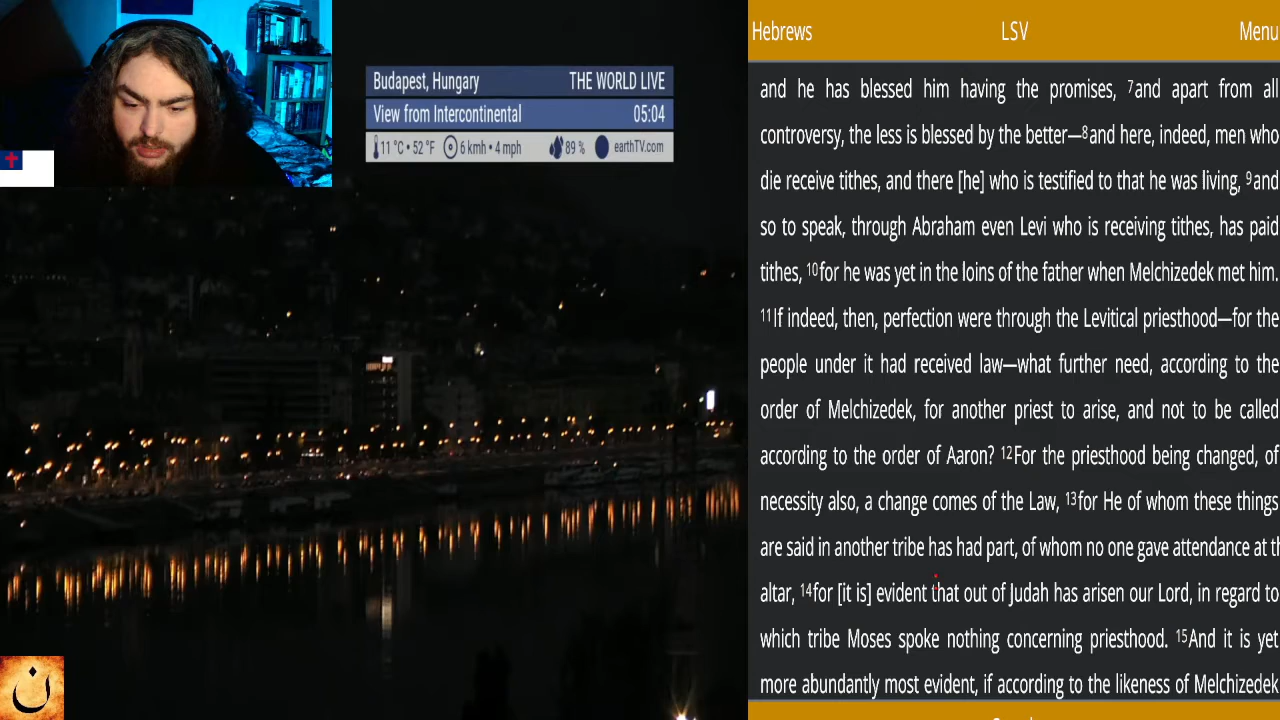 Budapest, Hungary THE WORLD LIVE
View from Intercontinental 05:04
11 °C • 52 °F 6 kmh • 4 mph 89 % earthTV.com
ن
Hebrews LSV Menu
and he has blessed him having the promises, 7and apart from all
controversy, the less is blessed by the better—8and here, indeed, men who
die receive tithes, and there [he] who is testified to that he was living, 9and
so to speak, through Abraham even Levi who is receiving tithes, has paid
tithes, 10for he was yet in the loins of the father when Melchizedek met him.
11If indeed, then, perfection were through the Levitical priesthood—for the
people under it had received law—what further need, according to the
order of Melchizedek, for another priest to arise, and not to be called
according to the order of Aaron? 12For the priesthood being changed, of
necessity also, a change comes of the Law, 13for He of whom these things
are said in another tribe has had part, of whom no one gave attendance at th
altar, 14for [it is] evident that out of Judah has arisen our Lord, in regard to
which tribe Moses spoke nothing concerning priesthood. 15And it is yet
more abundantly most evident, if according to the likeness of Melchizedek